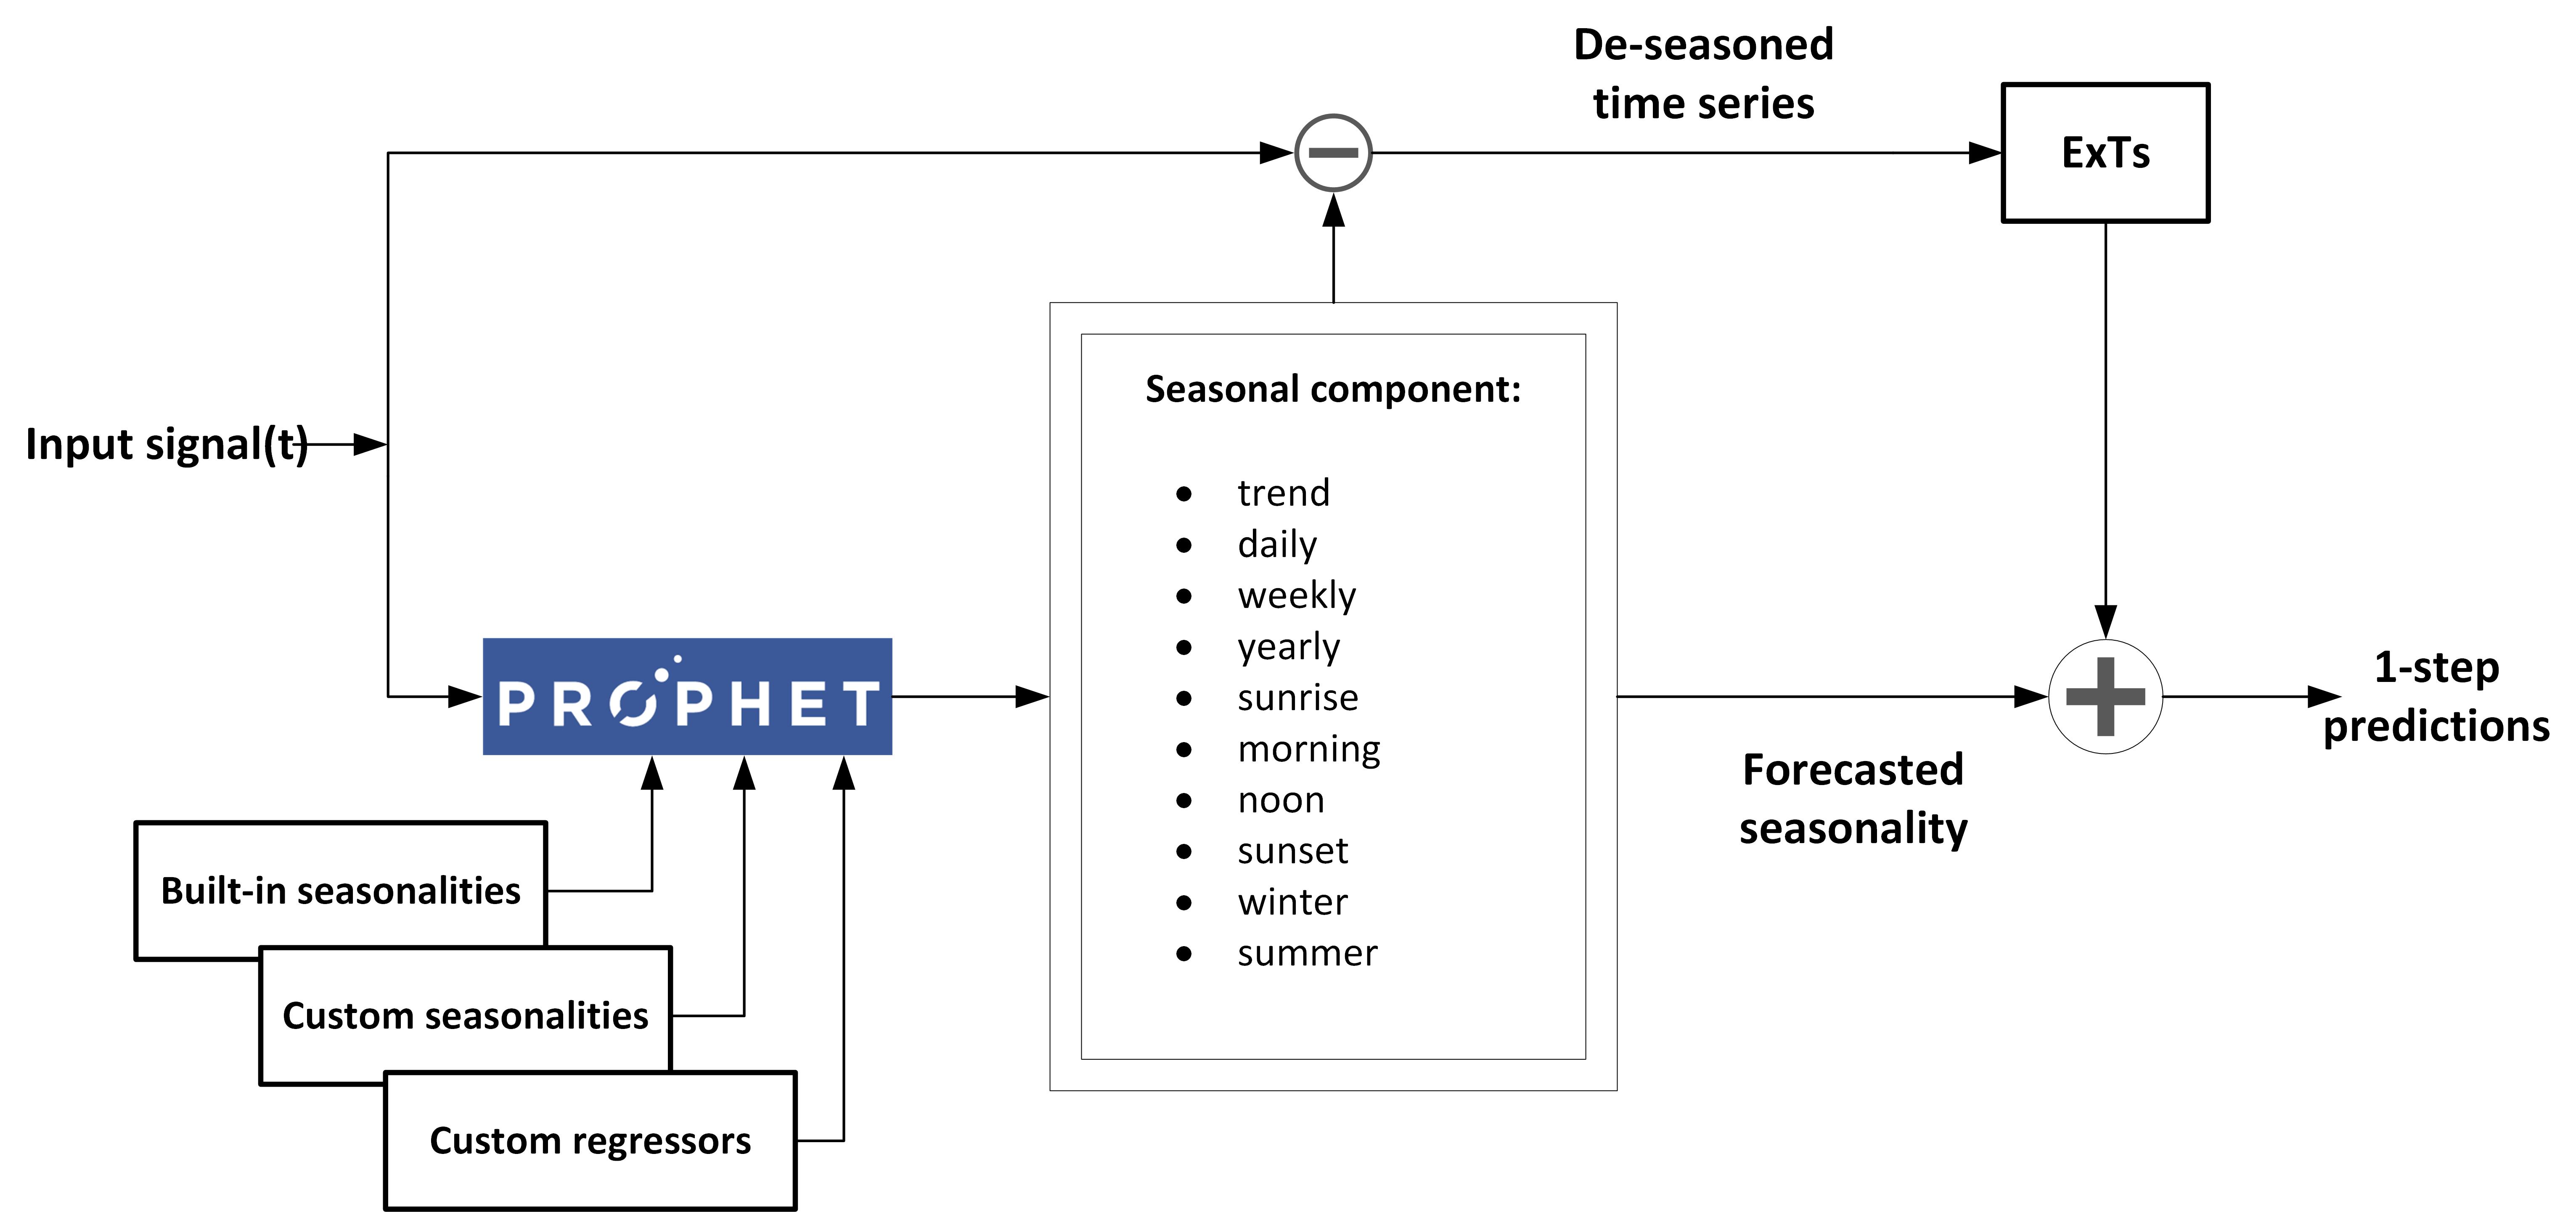 De-seasoned
time series
ExTs
Seasonal component:
Input signal(t)
trend
daily
weekly
yearly
sunrise
morning
noon
sunset
winter
summer
PROPHET
1-step
predictions
Forecasted
seasonality
Built-in seasonalities
Custom seasonalities
Custom regressors